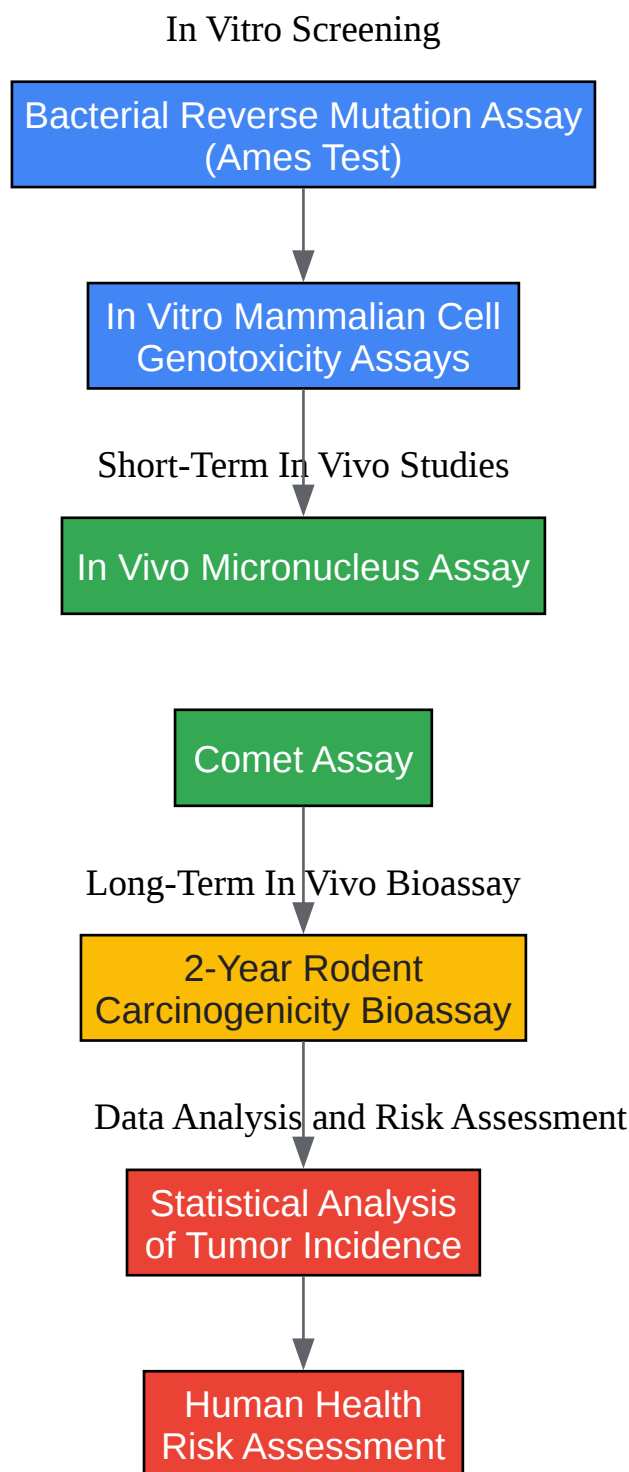 In Vitro Screening
Bacterial Reverse Mutation Assay
(Ames Test)
In Vitro Mammalian Cell
Genotoxicity Assays
Short-Term In Vivo Studies
In Vivo Micronucleus Assay
Comet Assay
Long-Term In Vivo Bioassay
2-Year Rodent
Carcinogenicity Bioassay
Data Analysis and Risk Assessment
Statistical Analysis
of Tumor Incidence
Human Health
Risk Assessment